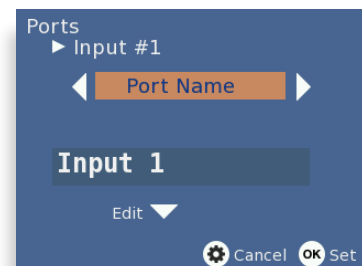 Ports
Input #1
Port Name
Input 1
Edit
Cancel OK Set